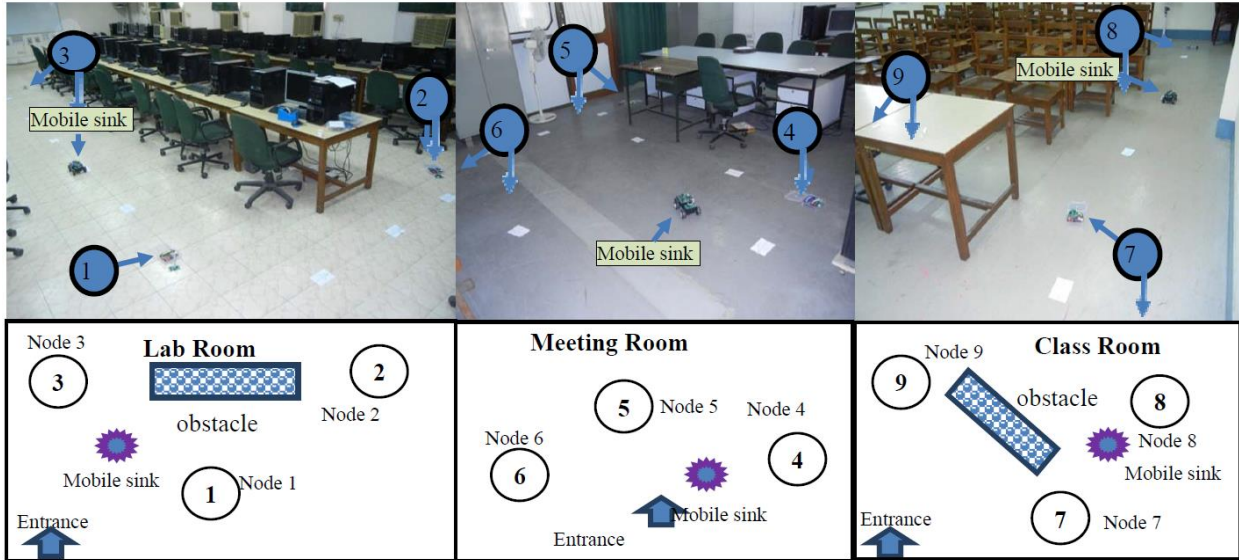 3
Mobile sink
2
1
5
6
4
Mobile sink
8
Mobile sink
9
7
Node 3
Lab Room
3
2
Node 2
obstacle
Mobile sink
1
Node 1
Entrance
Meeting Room
5
Node 5
Node 4
Node 6
6
4
Mobile sink
Entrance
Node 9
Class Room
9
obstacle
8
Node 8
Mobile sink
7
Node 7
Entrance